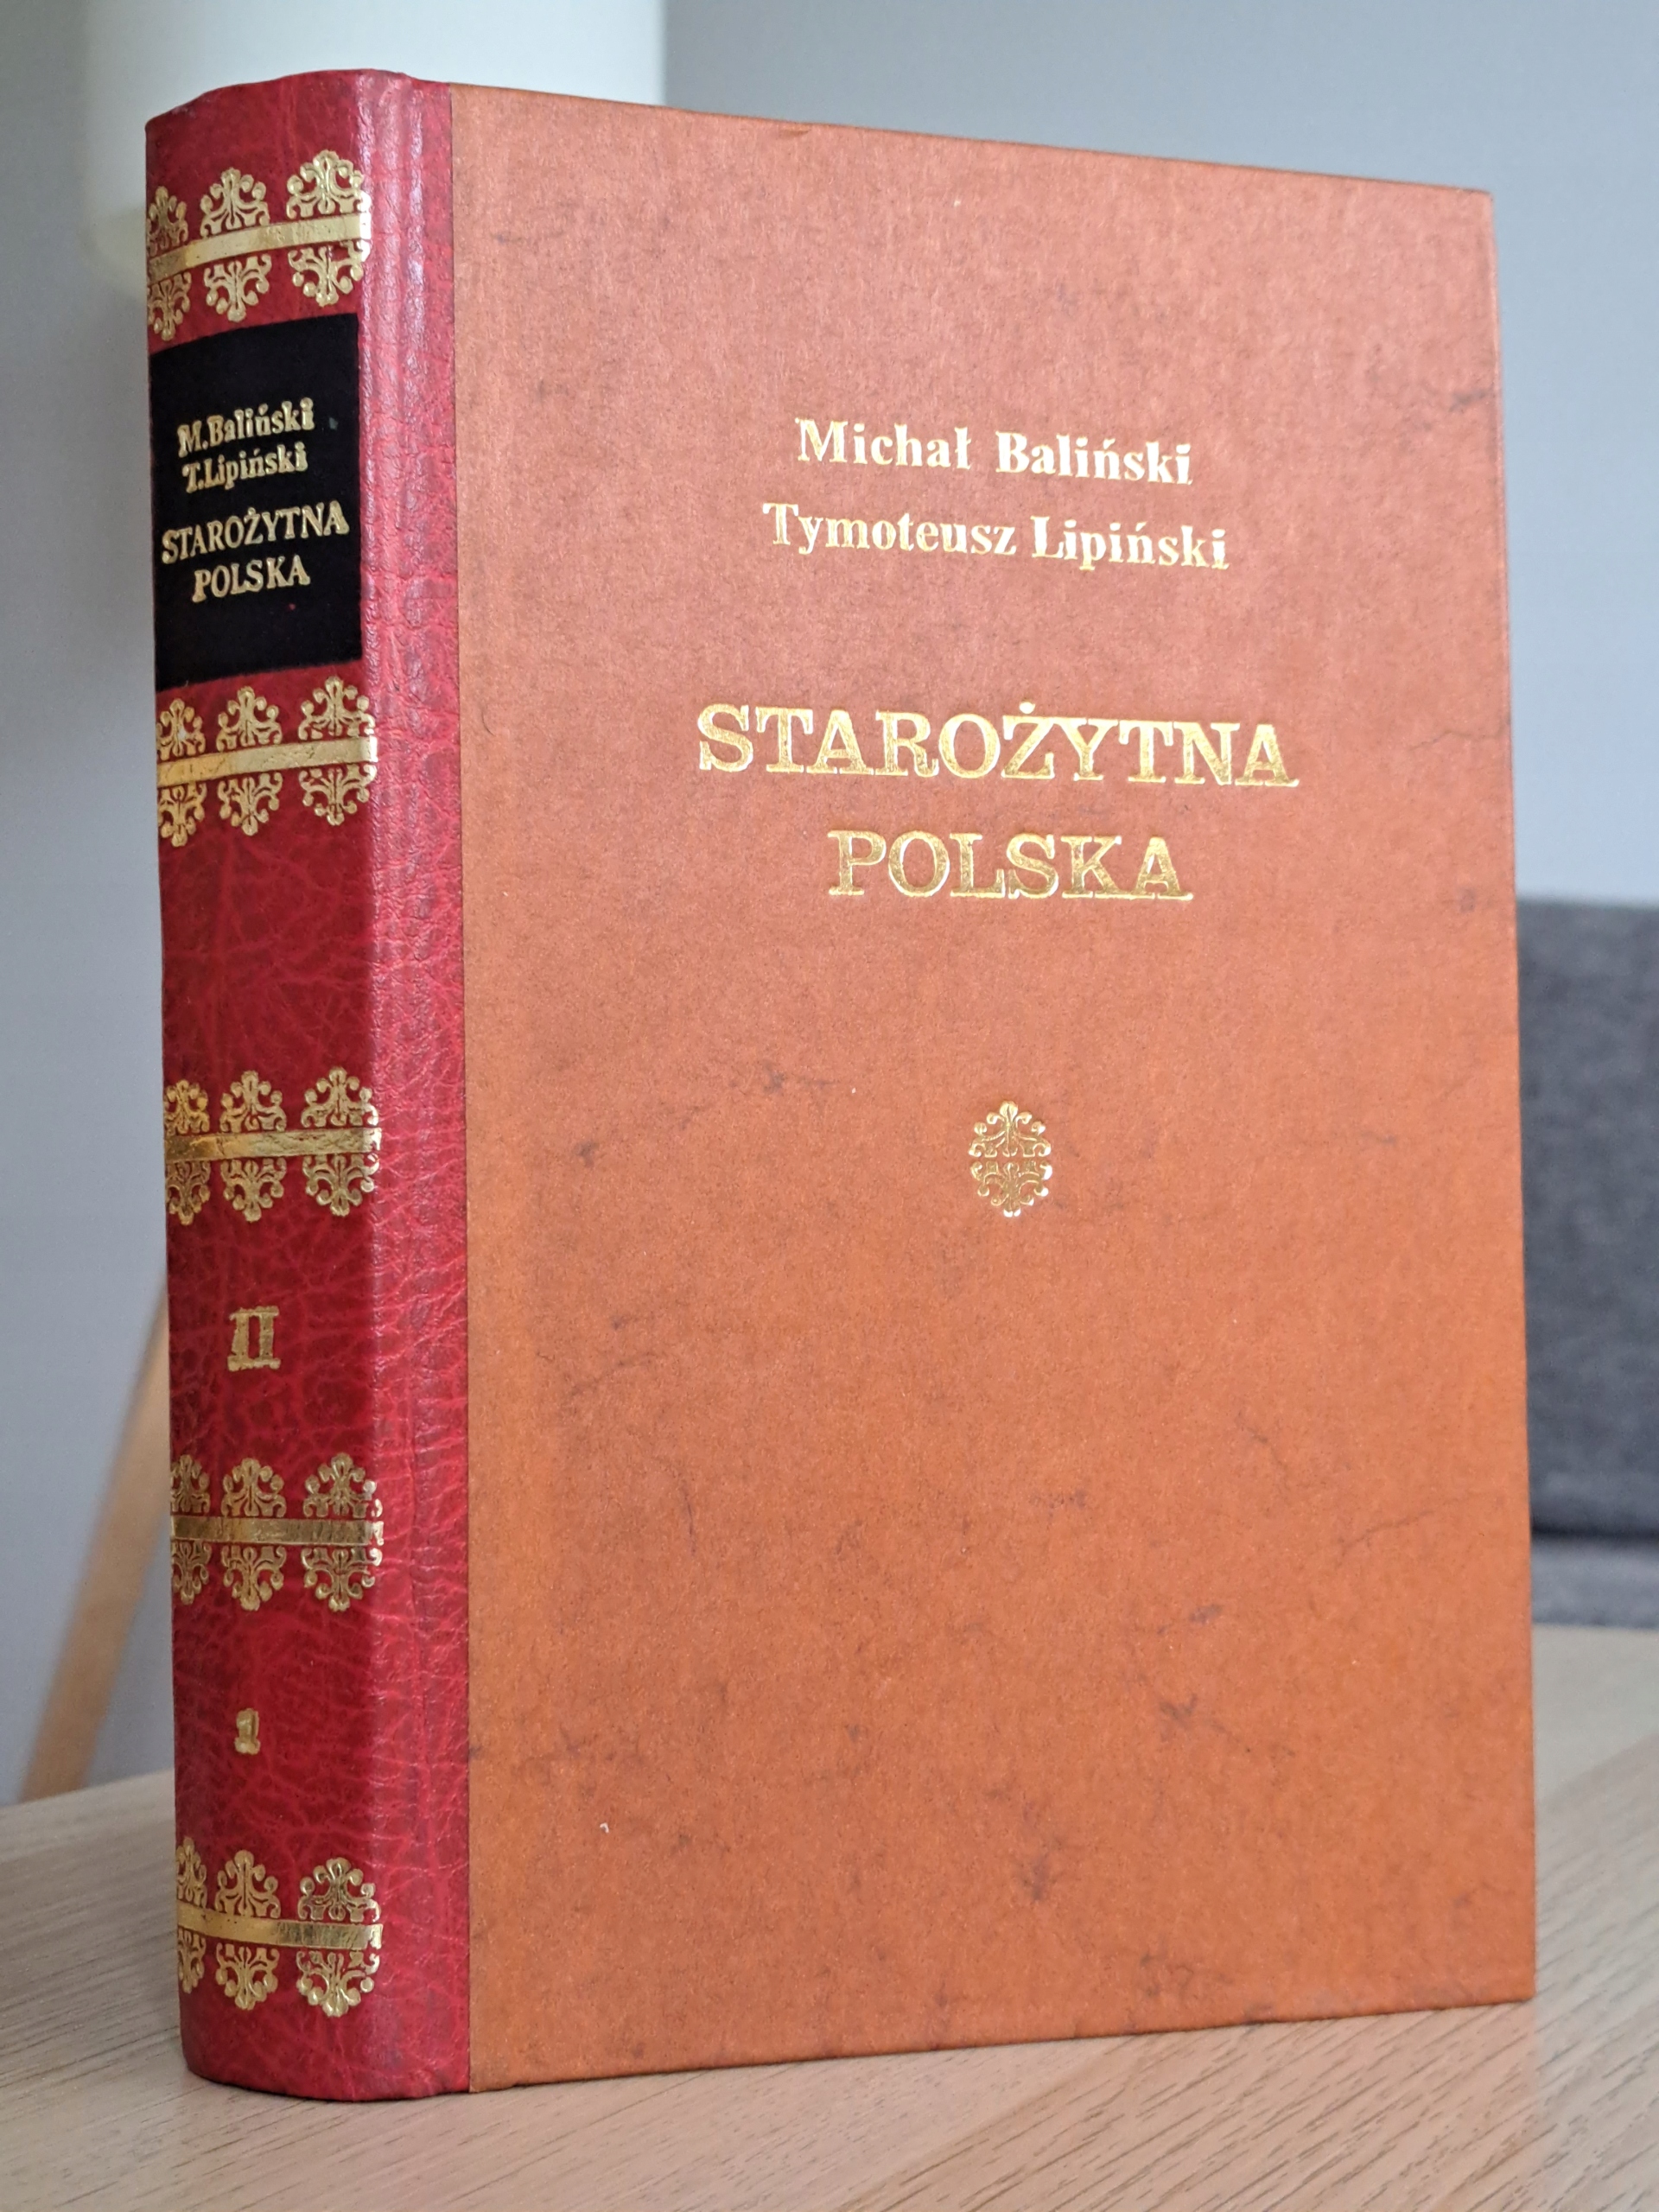 M.Baliński
T.Lipiński
STAROŻYTNA
POLSKA
II
1
Michał Baliński
Tymoteusz Lipiński
STAROŻYTNA
POLSKA